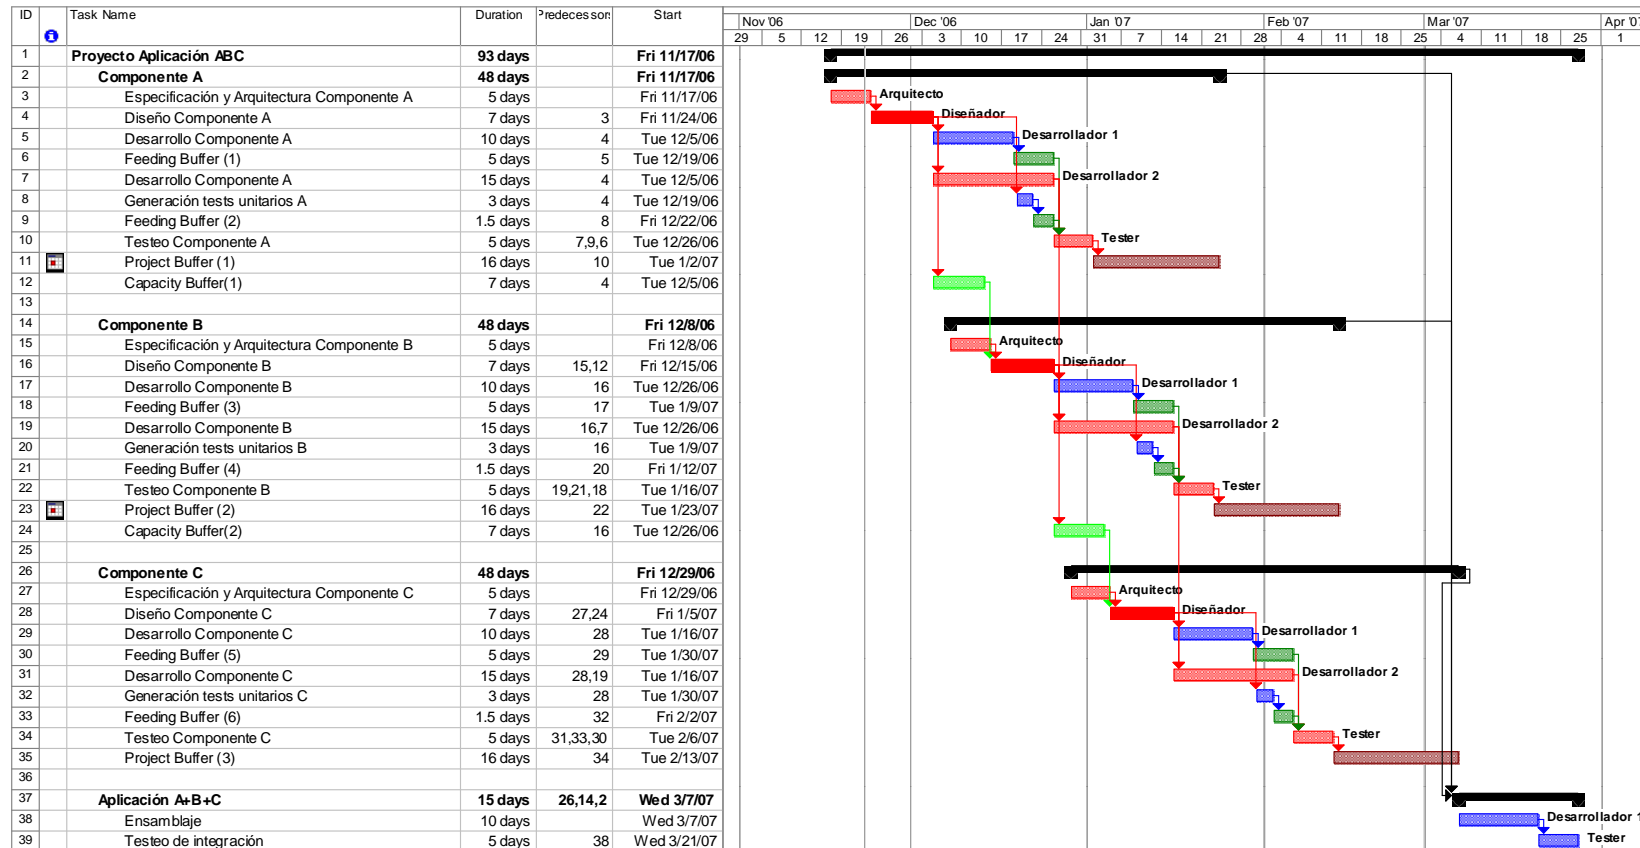 ID Task Name Duration Predecessors Start Nov '06 Dec '06 Jan '07 Feb '07 Mar '07 Apr '07
29 5 12 19 26 3 10 17 24 31 7 14 21 28 4 11 18 25 4 11 18 25 1
1 Proyecto Aplicación ABC 93 days Fri 11/17/06
2 Componente A 48 days Fri 11/17/06
3 Especificación y Arquitectura Componente A 5 days Fri 11/17/06 Arquitecto
4 Diseño Componente A 7 days 3 Fri 11/24/06 Diseñador
5 Desarrollo Componente A 10 days 4 Tue 12/5/06 Desarrollador 1
6 Feeding Buffer (1) 5 days 5 Tue 12/19/06
7 Desarrollo Componente A 15 days 4 Tue 12/5/06 Desarrollador 2
8 Generación tests unitarios A 3 days 4 Tue 12/19/06
9 Feeding Buffer (2) 1.5 days 8 Fri 12/22/06
10 Testeo Componente A 5 days 7,9,6 Tue 12/26/06 Tester
11 Project Buffer (1) 16 days 10 Tue 1/2/07
12 Capacity Buffer(1) 7 days 4 Tue 12/5/06
13
14 Componente B 48 days Fri 12/8/06
15 Especificación y Arquitectura Componente B 5 days Fri 12/8/06 Arquitecto
16 Diseño Componente B 7 days 15,12 Fri 12/15/06 Diseñador
17 Desarrollo Componente B 10 days 16 Tue 12/26/06 Desarrollador 1
18 Feeding Buffer (3) 5 days 17 Tue 1/9/07
19 Desarrollo Componente B 15 days 16,7 Tue 12/26/06 Desarrollador 2
20 Generación tests unitarios B 3 days 16 Tue 1/9/07
21 Feeding Buffer (4) 1.5 days 20 Fri 1/12/07
22 Testeo Componente B 5 days 19,21,18 Tue 1/16/07 Tester
23 Project Buffer (2) 16 days 22 Tue 1/23/07
24 Capacity Buffer(2) 7 days 16 Tue 12/26/06
25
26 Componente C 48 days Fri 12/29/06
27 Especificación y Arquitectura Componente C 5 days Fri 12/29/06 Arquitecto
28 Diseño Componente C 7 days 27,24 Fri 1/5/07 Diseñador
29 Desarrollo Componente C 10 days 28 Tue 1/16/07 Desarrollador 1
30 Feeding Buffer (5) 5 days 29 Tue 1/30/07
31 Desarrollo Componente C 15 days 28,19 Tue 1/16/07 Desarrollador 2
32 Generación tests unitarios C 3 days 28 Tue 1/30/07
33 Feeding Buffer (6) 1.5 days 32 Fri 2/2/07
34 Testeo Componente C 5 days 31,33,30 Tue 2/6/07 Tester
35 Project Buffer (3) 16 days 34 Tue 2/13/07
36
37 Aplicación A+B+C 15 days 26,14,2 Wed 3/7/07
38 Ensamblaje 10 days Wed 3/7/07 Desarrollador 1
39 Testeo de integración 5 days 38 Wed 3/21/07 Tester